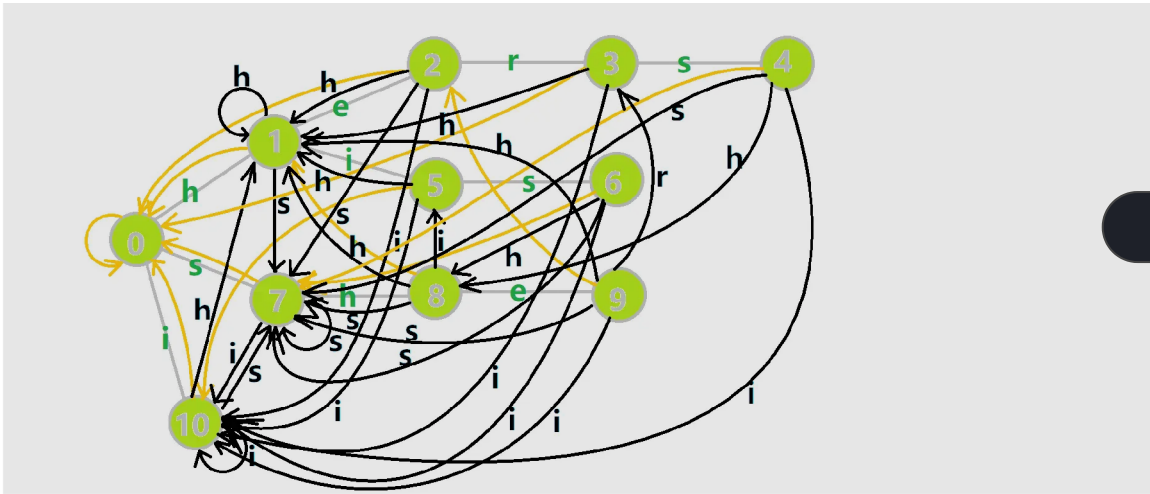 2 r 3 s 4
h h
e s
h h
1 i h
h s 5 s 6 r
h s
0 h i i h
s 7 h 8 e 9
h s s s
i i s s
i i
10 i i i
i